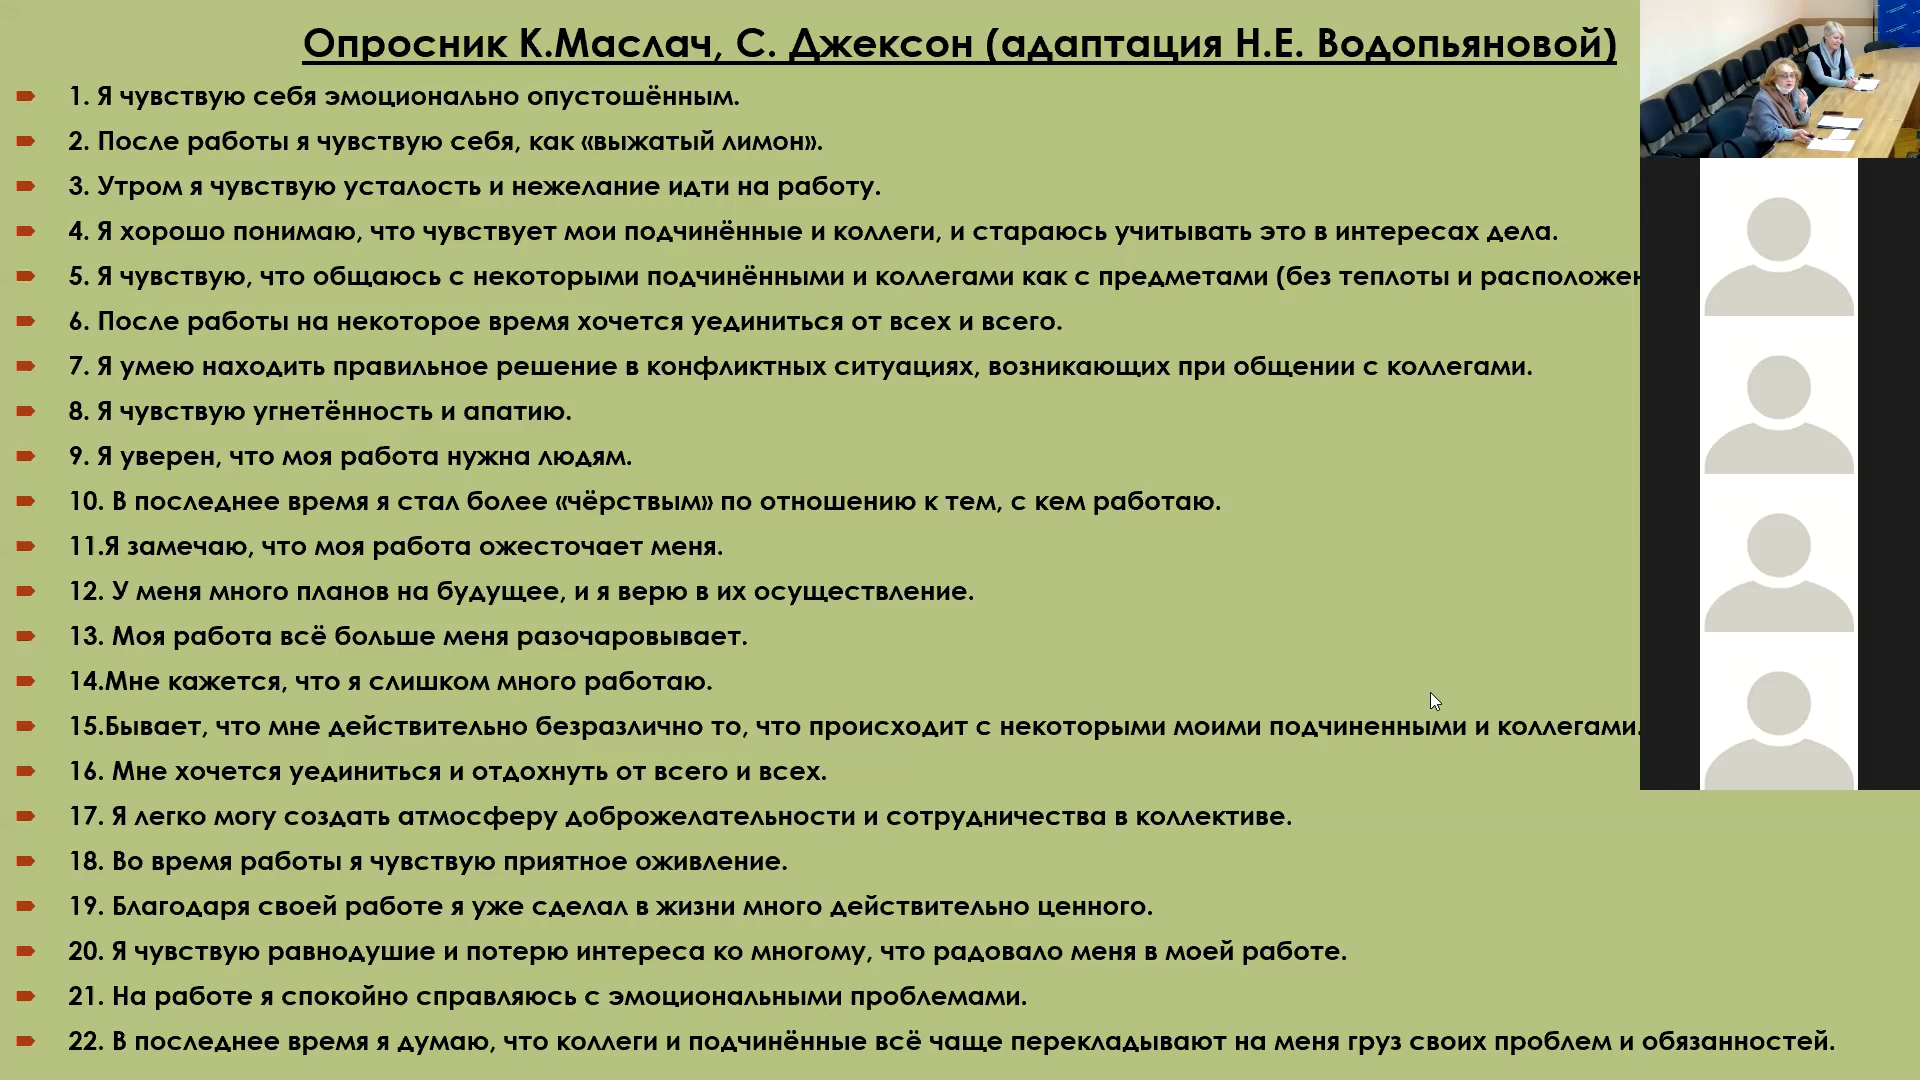 Опросник К.Маслач, С. Джексон (адаптация Н.Е. Водопьяновой)
1. Я чувствую себя эмоционально опустошённым.
2. После работы я чувствую себя, как «выжатый лимон».
3. Утром я чувствую усталость и нежелание идти на работу.
4. Я хорошо понимаю, что чувствует мои подчинённые и коллеги, и стараюсь учитывать это в интересах дела.
5. Я чувствую, что общаюсь с некоторыми подчинёнными и коллегами как с предметами (без теплоты и
6. После работы на некоторое время хочется уединиться от всех и всего.
7. Я умею находить правильное решение в конфликтных ситуациях, возникающих при общении с коллегами.
8. Я чувствую угнетённость и апатию.
9. Я уверен, что моя работа нужна людям.
10. В последнее время я стал более «чёрствым» по отношению к тем, с кем работаю.
11.Я замечаю, что моя работа ожесточает меня.
12. У меня много планов на будущее, и я верю в их осуществление.
13. Моя работа всё больше меня разочаровывает.
14.Мне кажется, что я слишком много работаю.
15.Бывает, что мне действительно безразлично то, что происходит с некоторыми моими подчиненными и коллегами.
16. Мне хочется уединиться и отдохнуть от всего и всех.
17. Я легко могу создать атмосферу доброжелательности и сотрудничества в коллективе.
18. Во время работы я чувствую приятное оживление.
19. Благодаря своей работе я уже сделал в жизни много действительно ценного.
20. Я чувствую равнодушие и потерю интереса ко многому, что радовало меня в моей работе.
21. На работе я спокойно справляюсь с эмоциональными проблемами.
22. В последнее время я думаю, что коллеги и подчинённые всё чаще перекладывают на меня груз своих проблем и обязанностей.